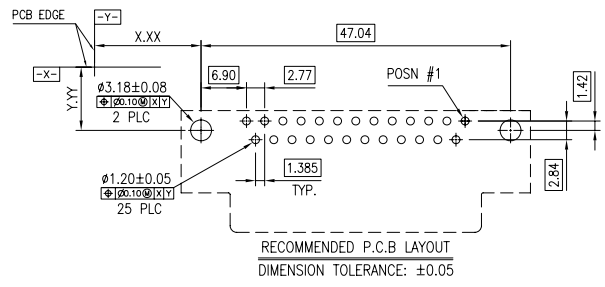 PCB EDGE
-Y-
X.XX
47.04
-X-
Y.YY
6.90
2.77
POSN #1
1.42
ø3.18±0.08
⌖ Ø0.10Ⓜ X Y
2 PLC
ø1.20±0.05
⌖ Ø0.10Ⓜ X Y
25 PLC
1.385
TYP.
2.84
RECOMMENDED P.C.B LAYOUT
DIMENSION TOLERANCE: ±0.05